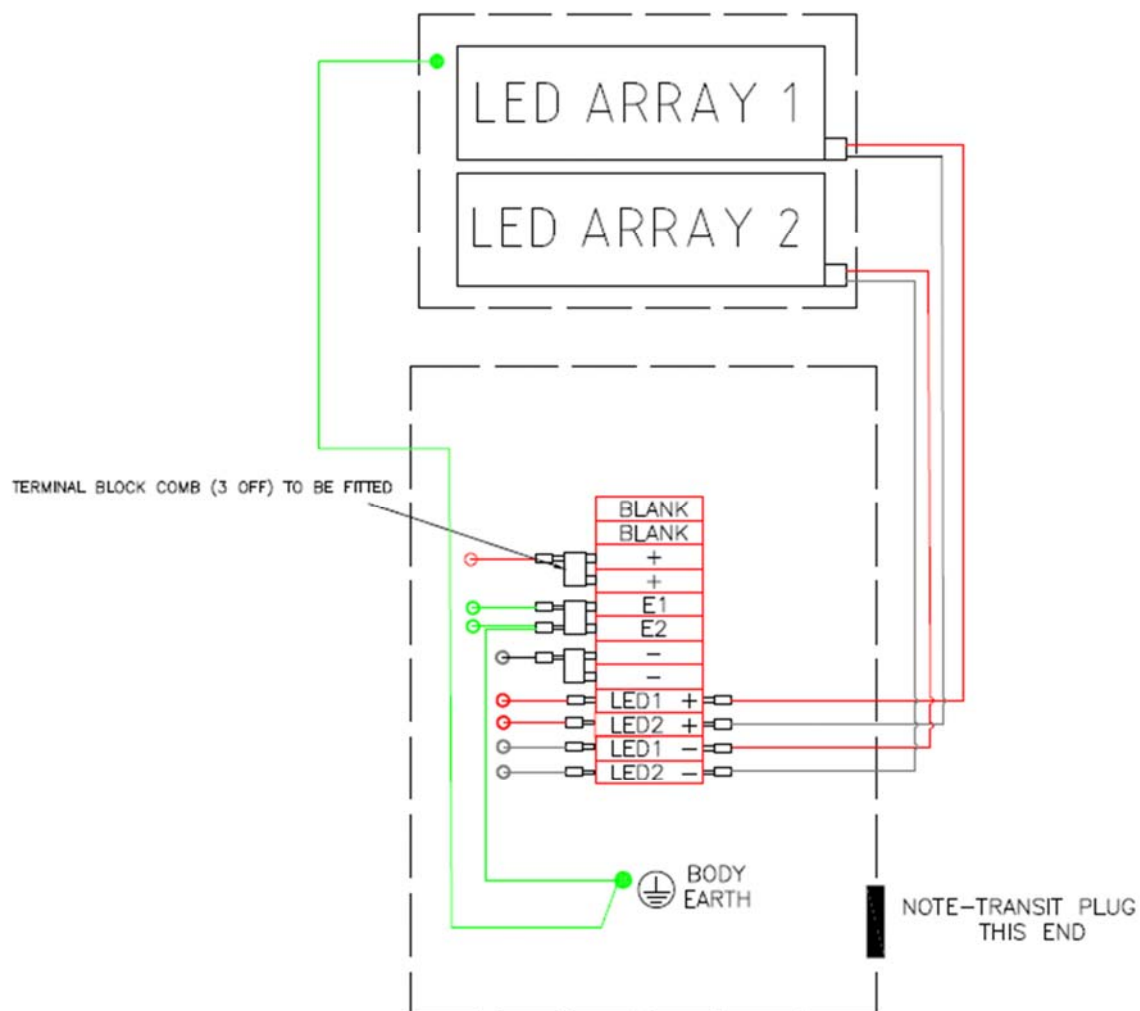 LED ARRAY 1
LED ARRAY 2
TERMINAL BLOCK COMB (3 OFF) TO BE FITTED
BLANK
BLANK
+
+
E1
E2
-
-
LED1 +
LED2 +
LED1 -
LED2 -
BODY
EARTH
NOTE-TRANSIT PLUG
THIS END